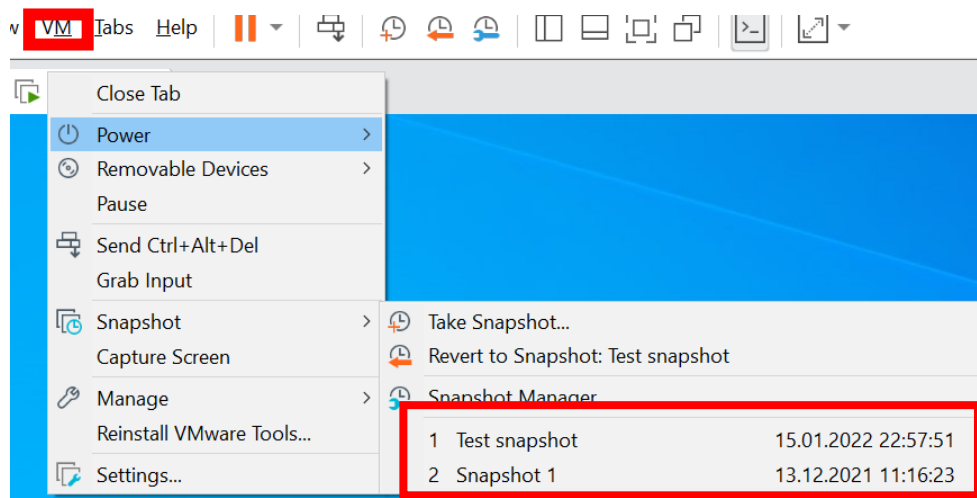 VM Tabs Help
Close Tab
Power
Removable Devices
Pause
Send Ctrl+Alt+Del
Grab Input
Snapshot
Take Snapshot...
Capture Screen
Revert to Snapshot: Test snapshot
Manage
Snapshot Manager
Reinstall VMware Tools...
1 Test snapshot 15.01.2022 22:57:51
Settings...
2 Snapshot 1 13.12.2021 11:16:23